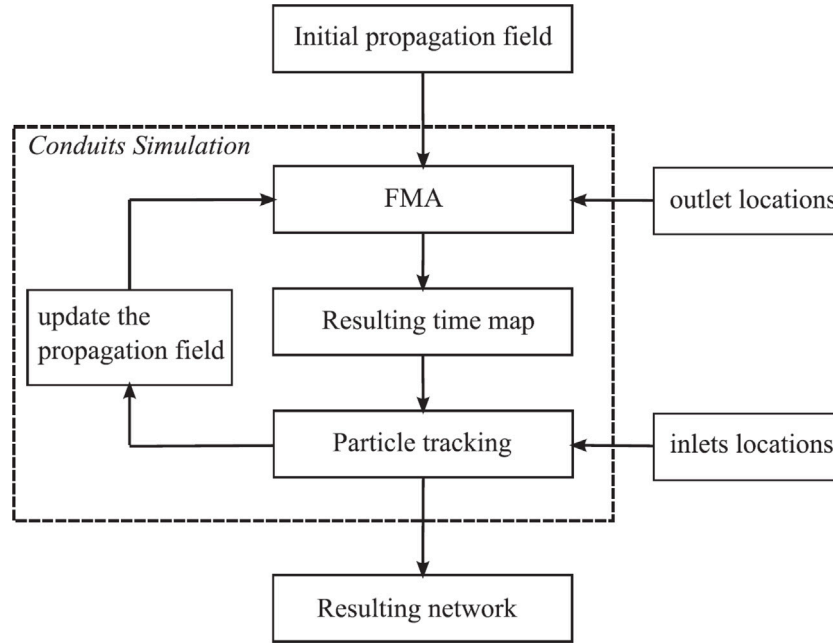 Initial propagation field
Conduits Simulation
FMA
outlet locations
update the
propagation field
Resulting time map
Particle tracking
inlets locations
Resulting network